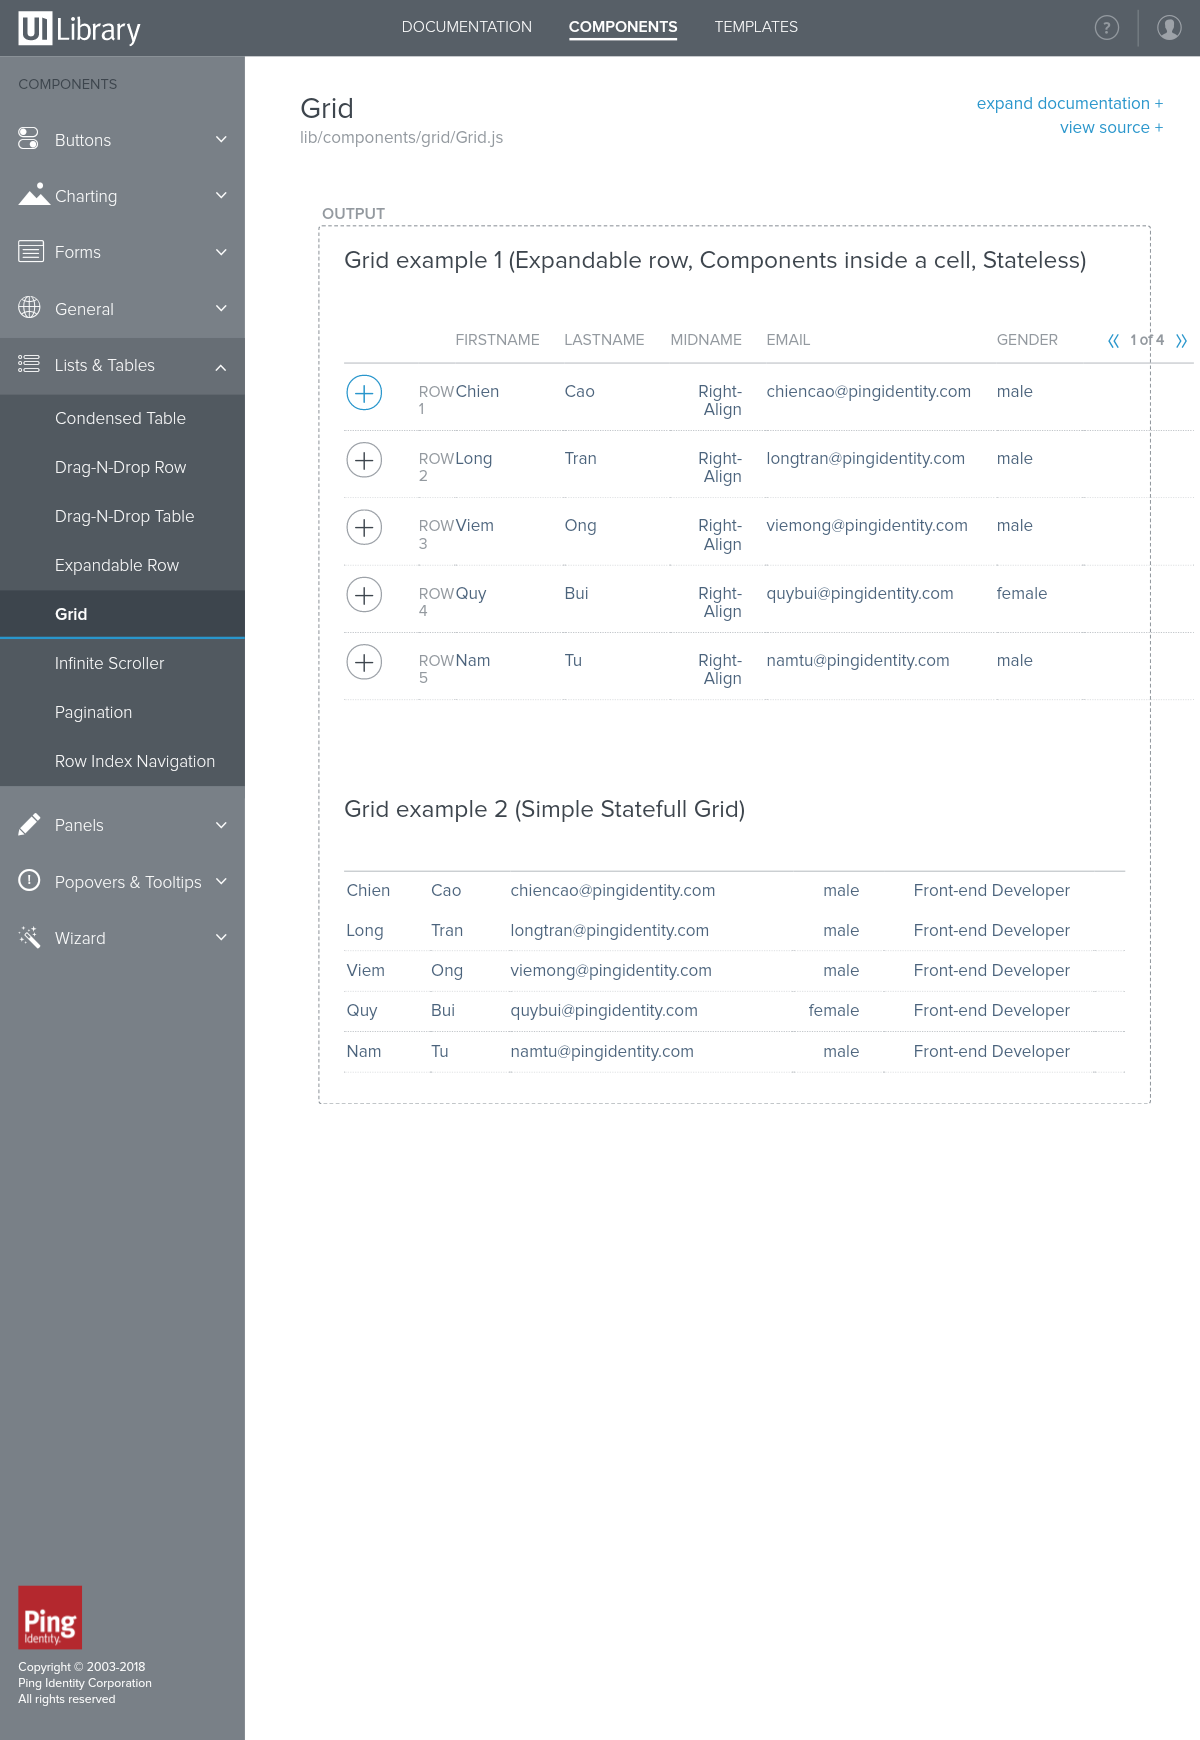 UI Library
DOCUMENTATION COMPONENTS TEMPLATES ?
COMPONENTS
Buttons
Charting
Forms
General
Lists & Tables
Condensed Table
Drag-N-Drop Row
Drag-N-Drop Table
Expandable Row
Grid
Infinite Scroller
Pagination
Row Index Navigation
Panels
Popovers & Tooltips
Wizard
Ping
Identity.
Copyright © 2003-2018
Ping Identity Corporation
All rights reserved
Grid
lib/components/grid/Grid.js
expand documentation +
view source +
OUTPUT
Grid example 1 (Expandable row, Components inside a cell, Stateless)
FIRSTNAME LASTNAME MIDNAME EMAIL GENDER 1 of 4
ROW 1 Chien Cao Right-Align chiencao@pingidentity.com male
ROW 2 Long Tran Right-Align longtran@pingidentity.com male
ROW 3 Viem Ong Right-Align viemong@pingidentity.com male
ROW 4 Quy Bui Right-Align quybui@pingidentity.com female
ROW 5 Nam Tu Right-Align namtu@pingidentity.com male
Grid example 2 (Simple Statefull Grid)
Chien Cao chiencao@pingidentity.com male Front-end Developer
Long Tran longtran@pingidentity.com male Front-end Developer
Viem Ong viemong@pingidentity.com male Front-end Developer
Quy Bui quybui@pingidentity.com female Front-end Developer
Nam Tu namtu@pingidentity.com male Front-end Developer